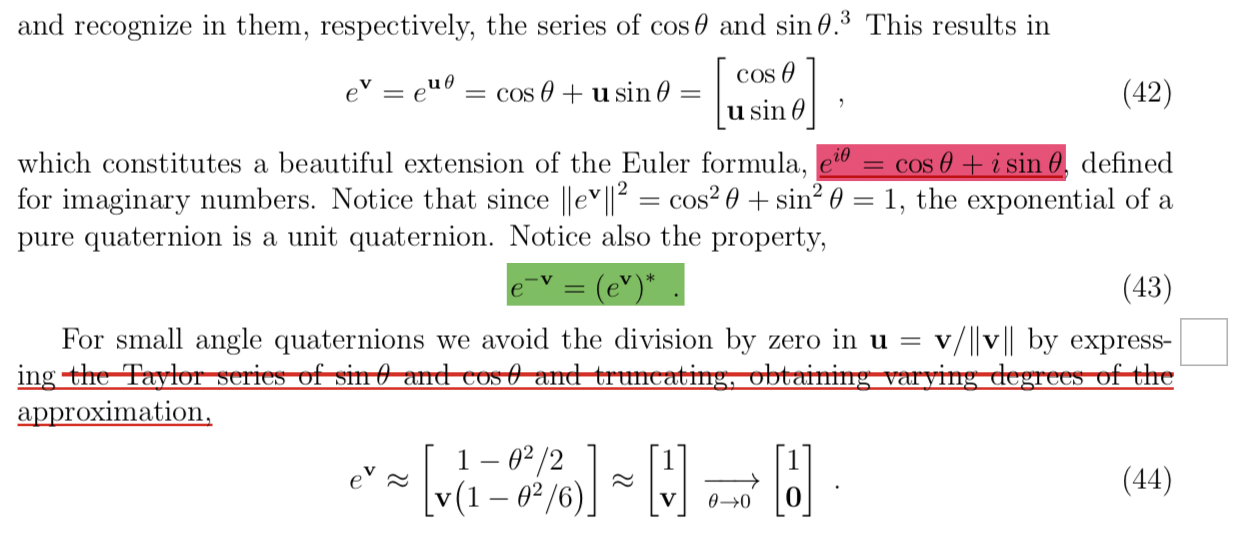 and recognize in them, respectively, the series of cos θ and sin θ.³ This results in
e^v = e^{uθ} = cos θ + u sin θ = [cos θ; u sin θ] , (42)
which constitutes a beautiful extension of the Euler formula, e^{iθ} = cos θ + i sin θ, defined
for imaginary numbers. Notice that since ‖e^v‖² = cos² θ + sin² θ = 1, the exponential of a
pure quaternion is a unit quaternion. Notice also the property,
e^{−v} = (e^v)* . (43)
For small angle quaternions we avoid the division by zero in u = v/‖v‖ by express-
ing the Taylor series of sin θ and cos θ and truncating, obtaining varying degrees of the
approximation,
e^v ≈ [1 − θ²/2; v(1 − θ²/6)] ≈ [1; v] →_{θ→0} [1; 0] . (44)